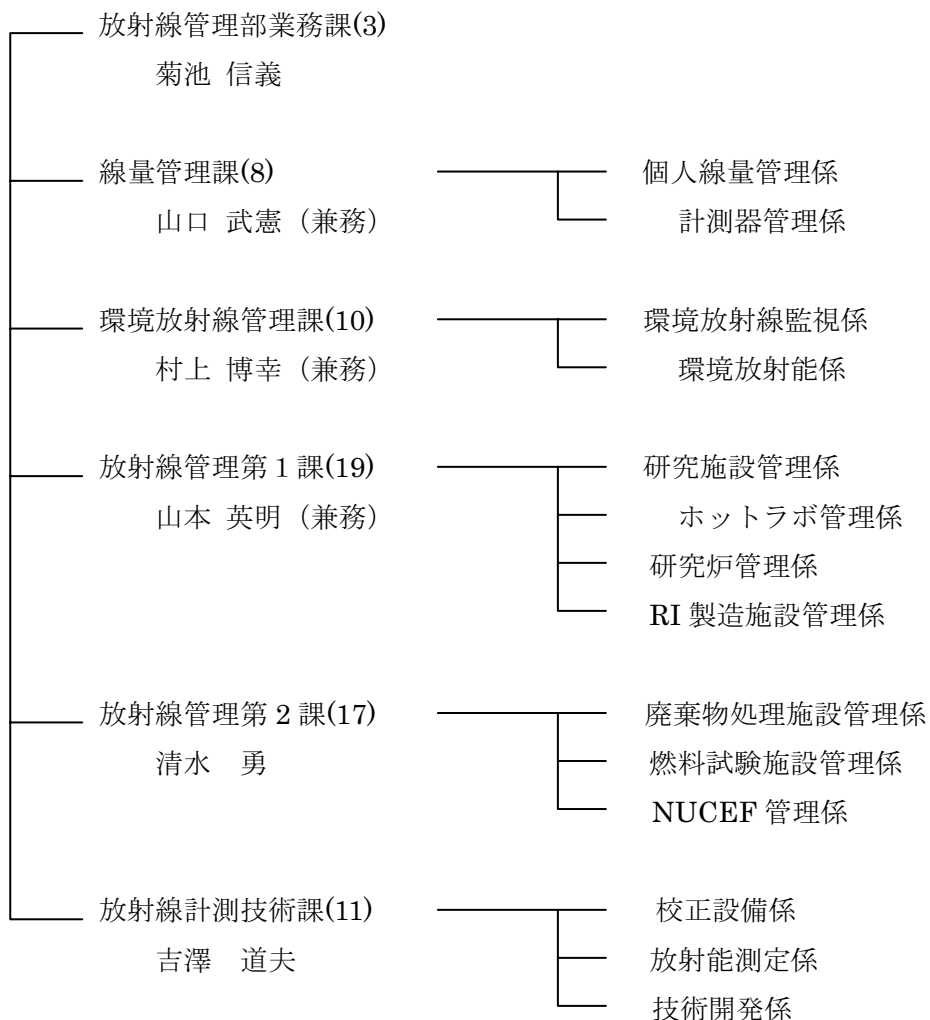 放射線管理部業務課(3)
菊池 信義
線量管理課(8)
個人線量管理係
山口 武憲（兼務）
計測器管理係
環境放射線管理課(10)
環境放射線監視係
村上 博幸（兼務）
環境放射能係
放射線管理第1課(19)
研究施設管理係
山本 英明（兼務）
ホットラボ管理係
研究炉管理係
RI 製造施設管理係
放射線管理第2課(17)
廃棄物処理施設管理係
清水　勇
燃料試験施設管理係
NUCEF 管理係
放射線計測技術課(11)
校正設備係
吉澤　道夫
放射能測定係
技術開発係